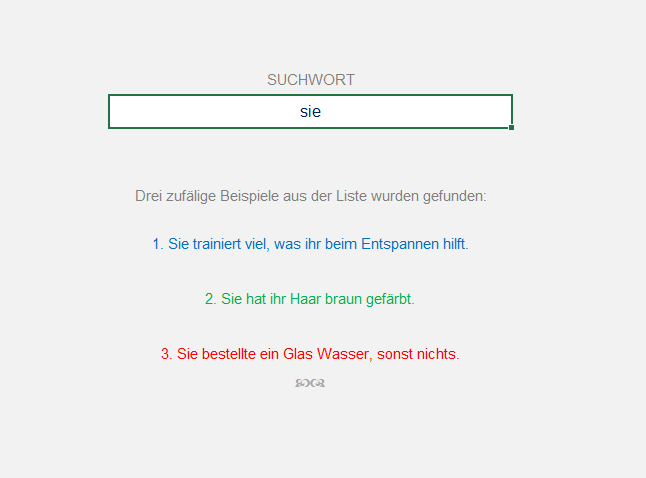 SUCHWORT
sie
Drei zufälige Beispiele aus der Liste wurden gefunden:
1. Sie trainiert viel, was ihr beim Entspannen hilft.
2. Sie hat ihr Haar braun gefärbt.
3. Sie bestellte ein Glas Wasser, sonst nichts.